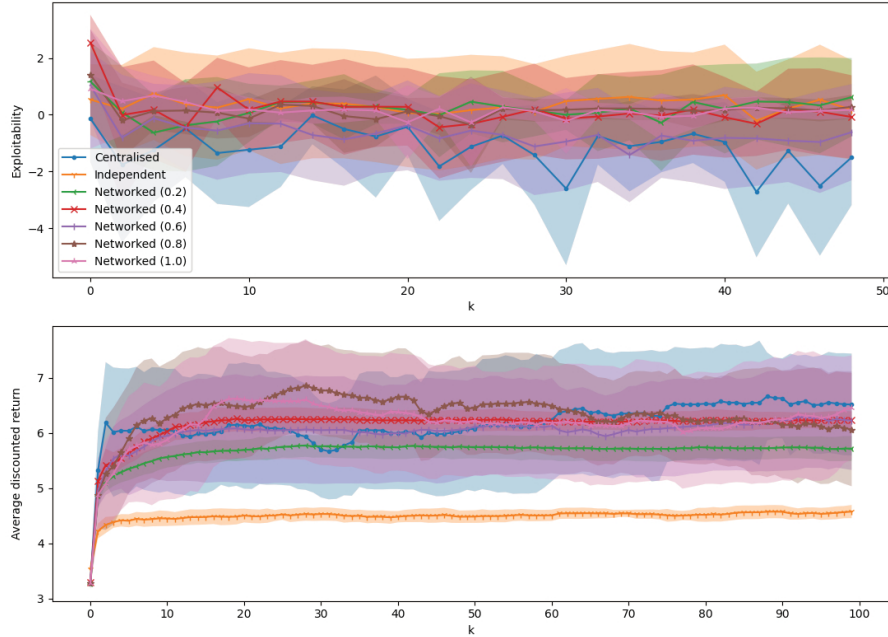 Exploitability
2
0
−2
−4
Centralised
Independent
Networked (0.2)
Networked (0.4)
Networked (0.6)
Networked (0.8)
Networked (1.0)
0 10 20 30 40 50
k
Average discounted return
7
6
5
4
3
0 10 20 30 40 50 60 70 80 90 100
k